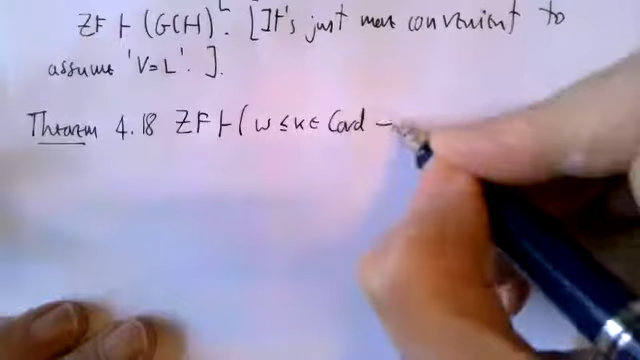 ZF ⊢ (GCH)ᴸ. [It's just more convenient to
assume 'V=L'.].
Theorem 4.18 ZF ⊢ ( ω ≤ κ ∈ Card →